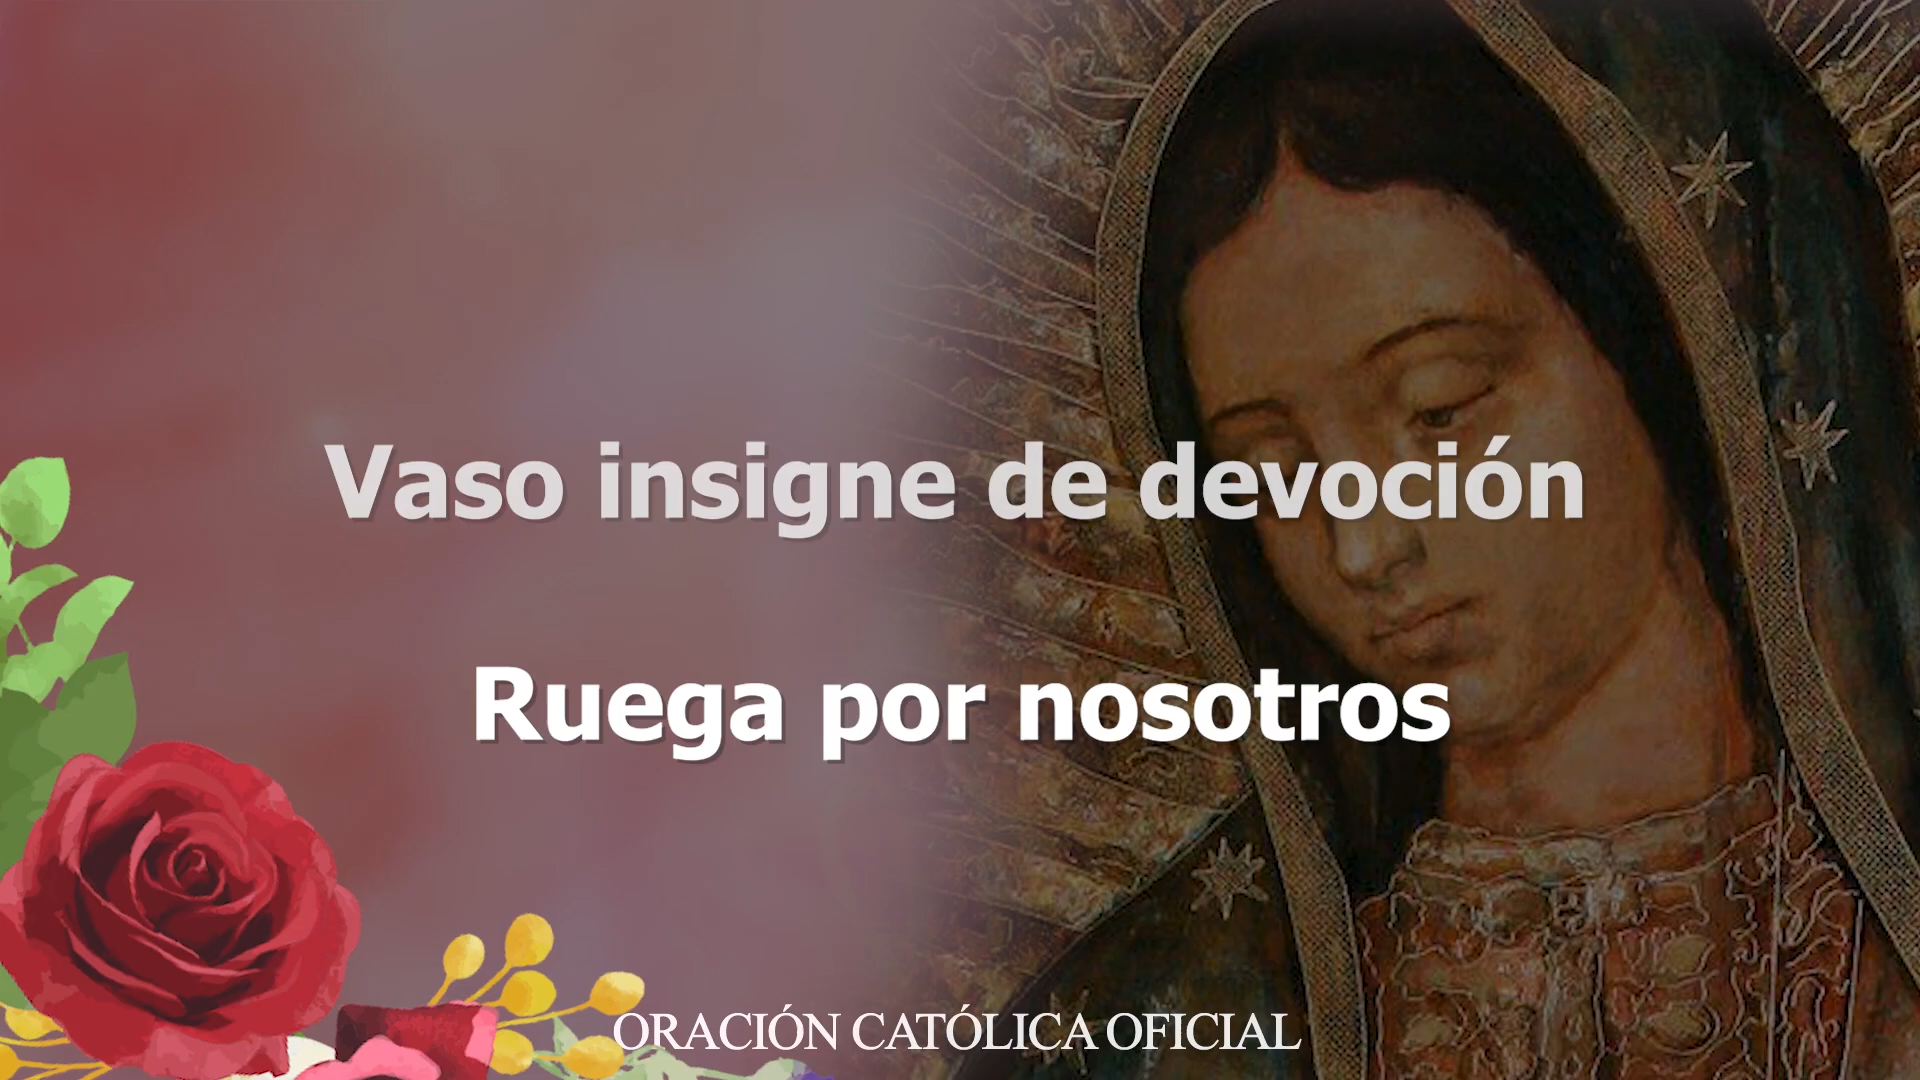 Vaso insigne de devoción
Ruega por nosotros
ORACIÓN CATÓLICA OFICIAL